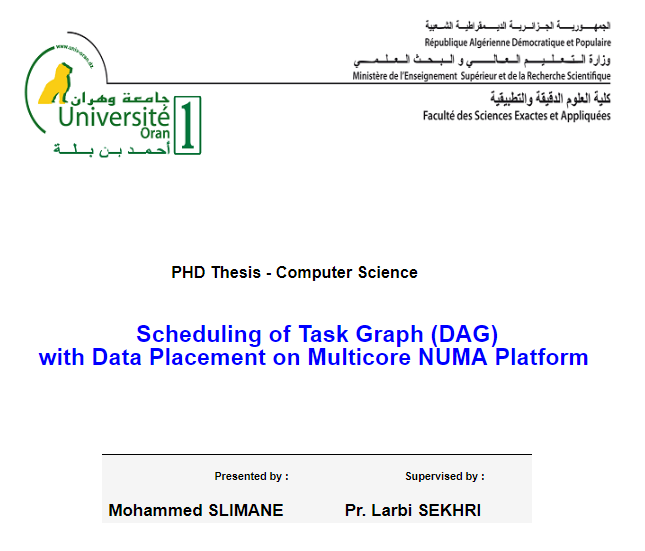 www.univ-oran.dz
جامعة وهران
Université
Oran
1
أحمد بن بلة
الجمهورية الجزائرية الديمقراطية الشعبية
République Algérienne Démocratique et Populaire
وزارة التعليم العالي و البحث العلمي
Ministère de l'Enseignement Supérieur et de la Recherche Scientifique
كلية العلوم الدقيقة والتطبيقية
Faculté des Sciences Exactes et Appliquées
PHD Thesis - Computer Science
Scheduling of Task Graph (DAG)
with Data Placement on Multicore NUMA Platform
Presented by : Supervised by :
Mohammed SLIMANE Pr. Larbi SEKHRI